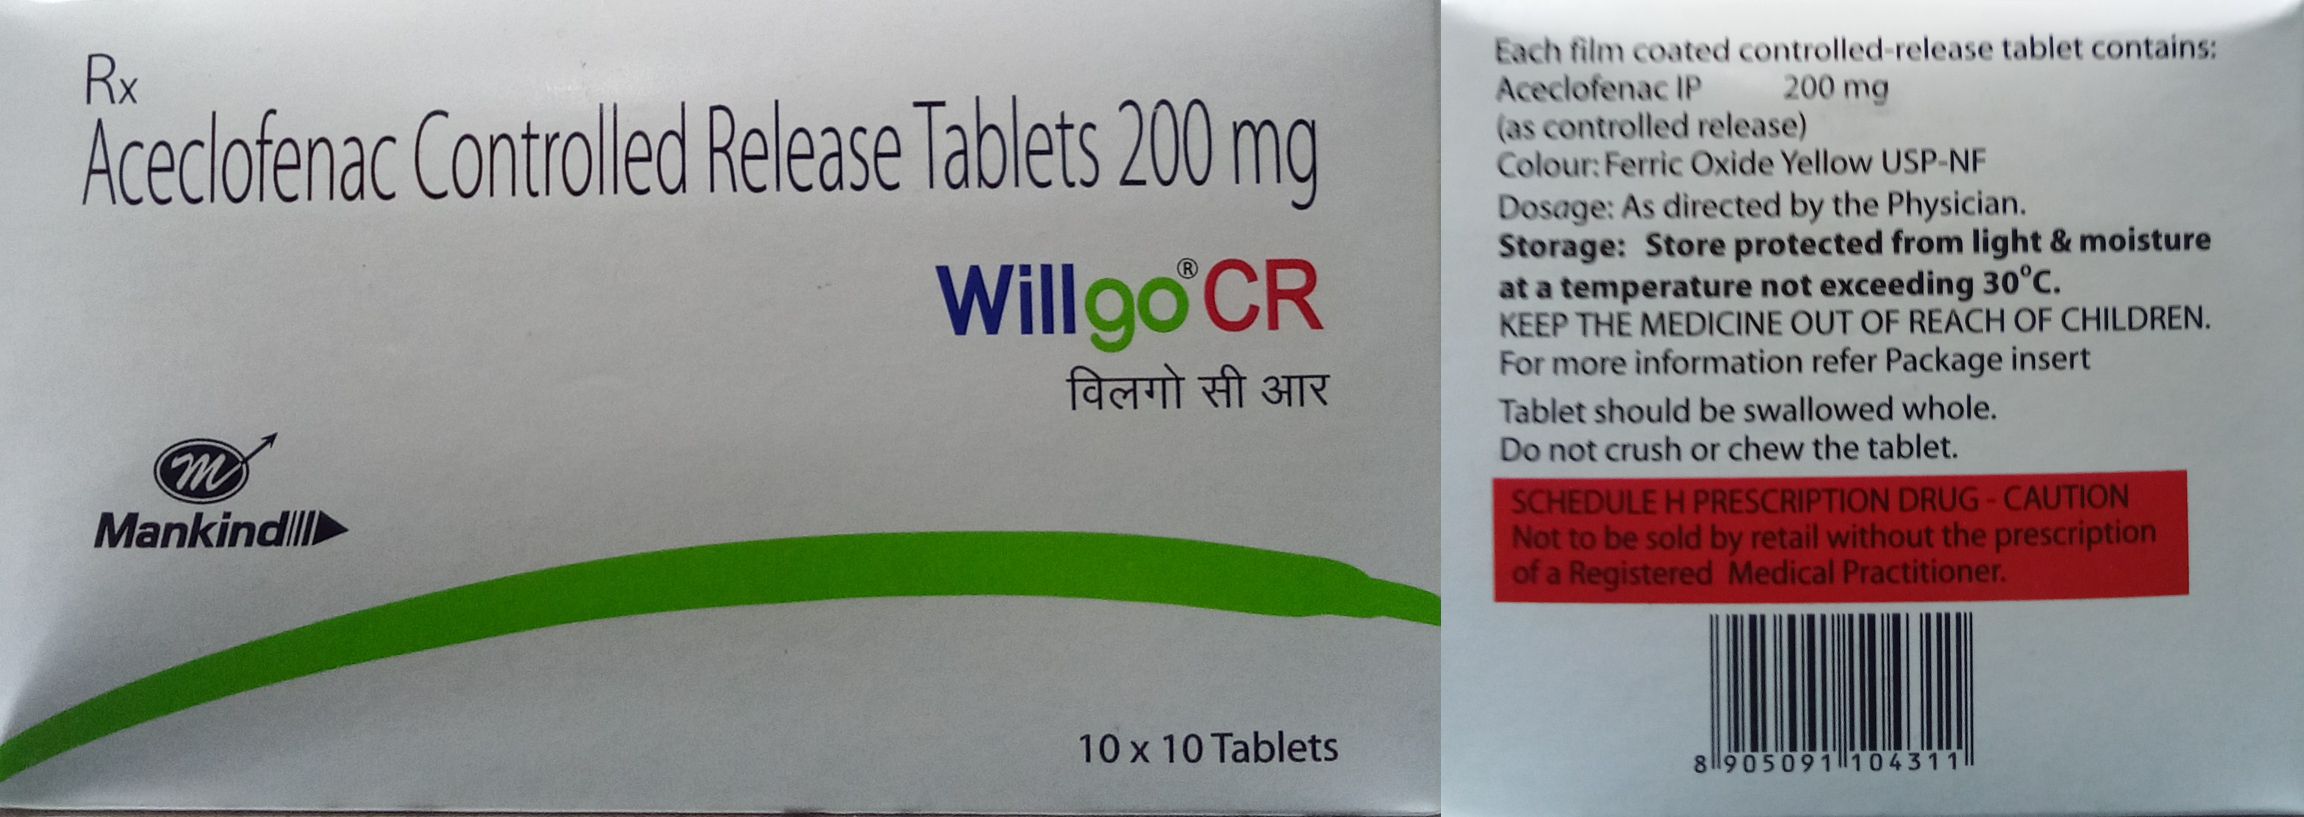 Rx
Aceclofenac Controlled Release Tablets 200 mg
Willgo® CR
विलगो सी आर
Mankind
10 x 10 Tablets
Each film coated controlled-release tablet contains:
Aceclofenac IP 200 mg
(as controlled release)
Colour: Ferric Oxide Yellow USP-NF
Dosage: As directed by the Physician.
Storage: Store protected from light & moisture
at a temperature not exceeding 30°C.
KEEP THE MEDICINE OUT OF REACH OF CHILDREN.
For more information refer Package insert
Tablet should be swallowed whole.
Do not crush or chew the tablet.
SCHEDULE H PRESCRIPTION DRUG - CAUTION
Not to be sold by retail without the prescription
of a Registered Medical Practitioner.
8 905091 104311